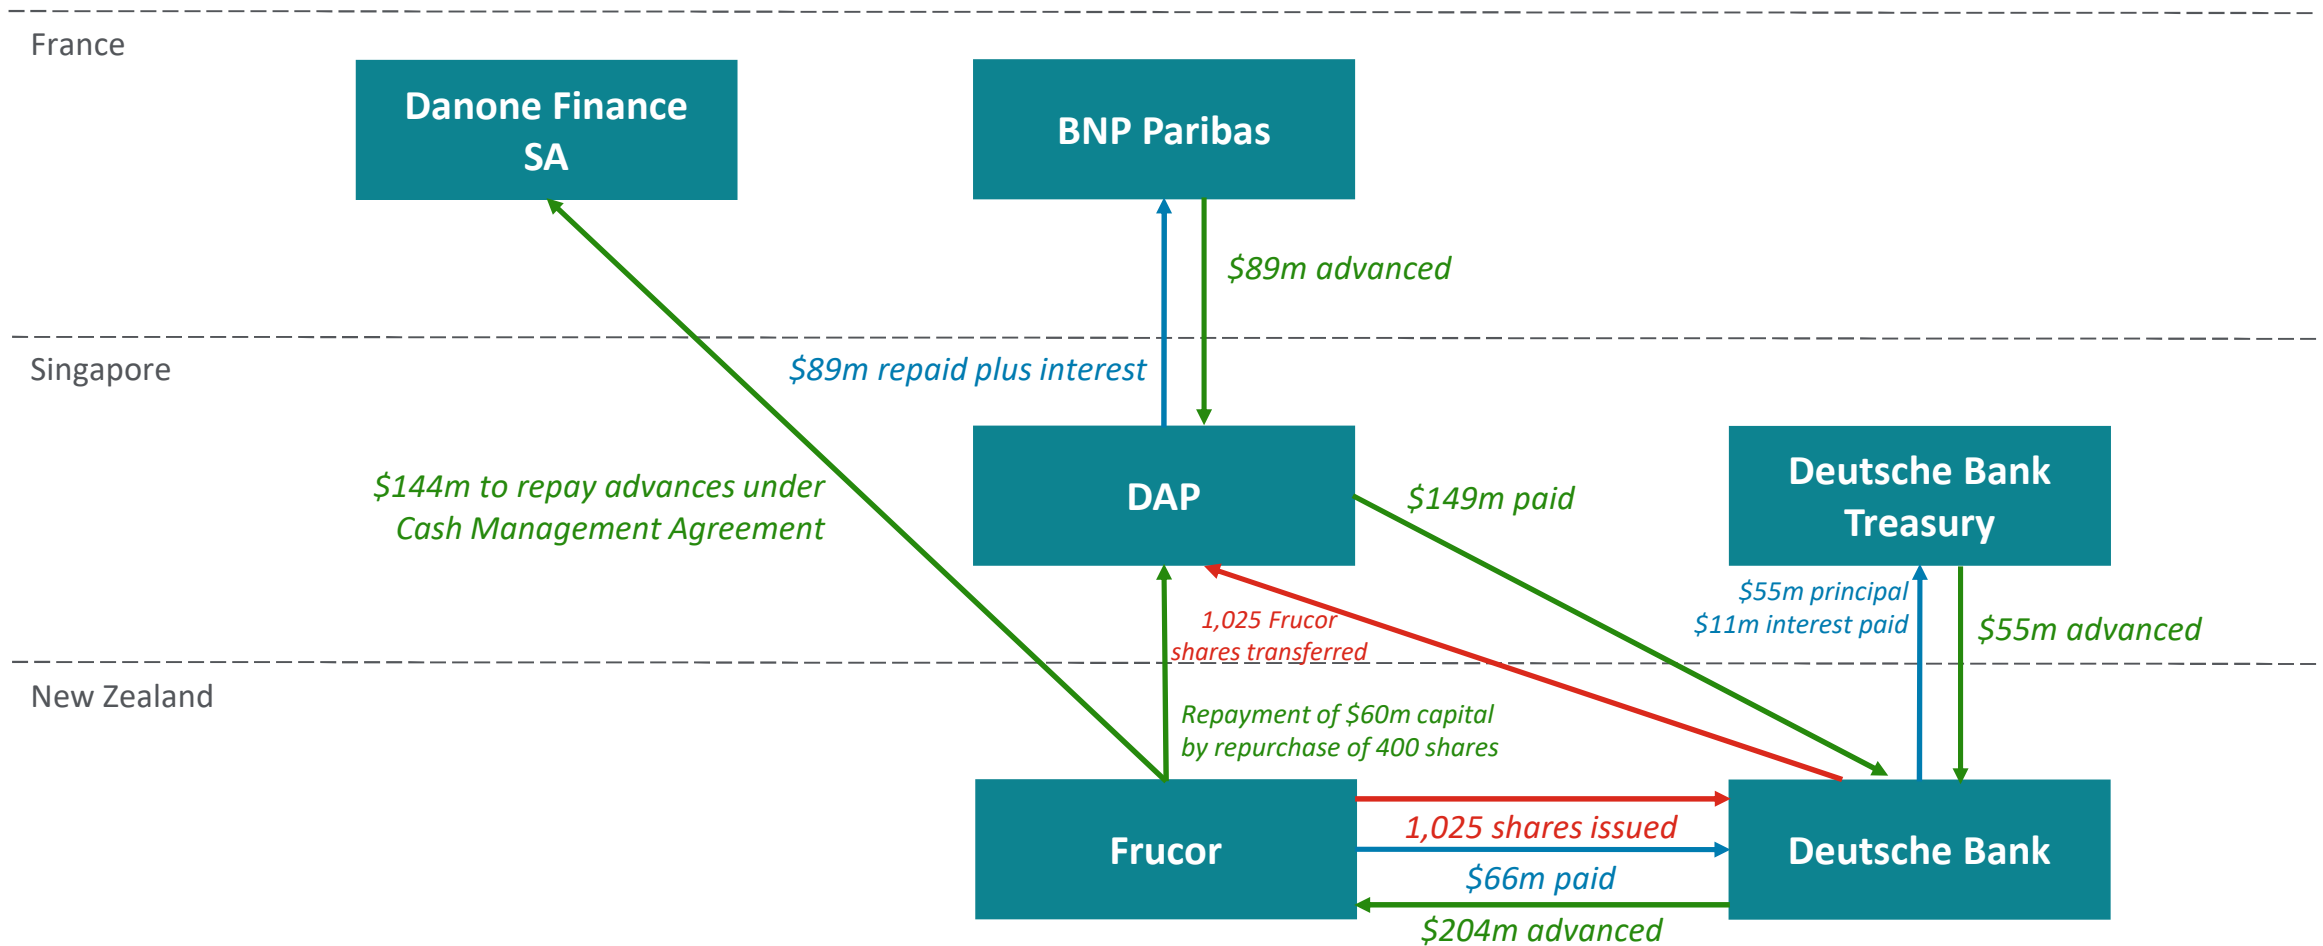 France
Danone Finance
SA
BNP Paribas
$89m advanced
Singapore
$89m repaid plus interest
$144m to repay advances under
Cash Management Agreement
DAP
$149m paid
Deutsche Bank
Treasury
$55m principal
$11m interest paid
$55m advanced
1,025 Frucor
shares transferred
New Zealand
Repayment of $60m capital
by repurchase of 400 shares
Frucor
1,025 shares issued
$66m paid
$204m advanced
Deutsche Bank